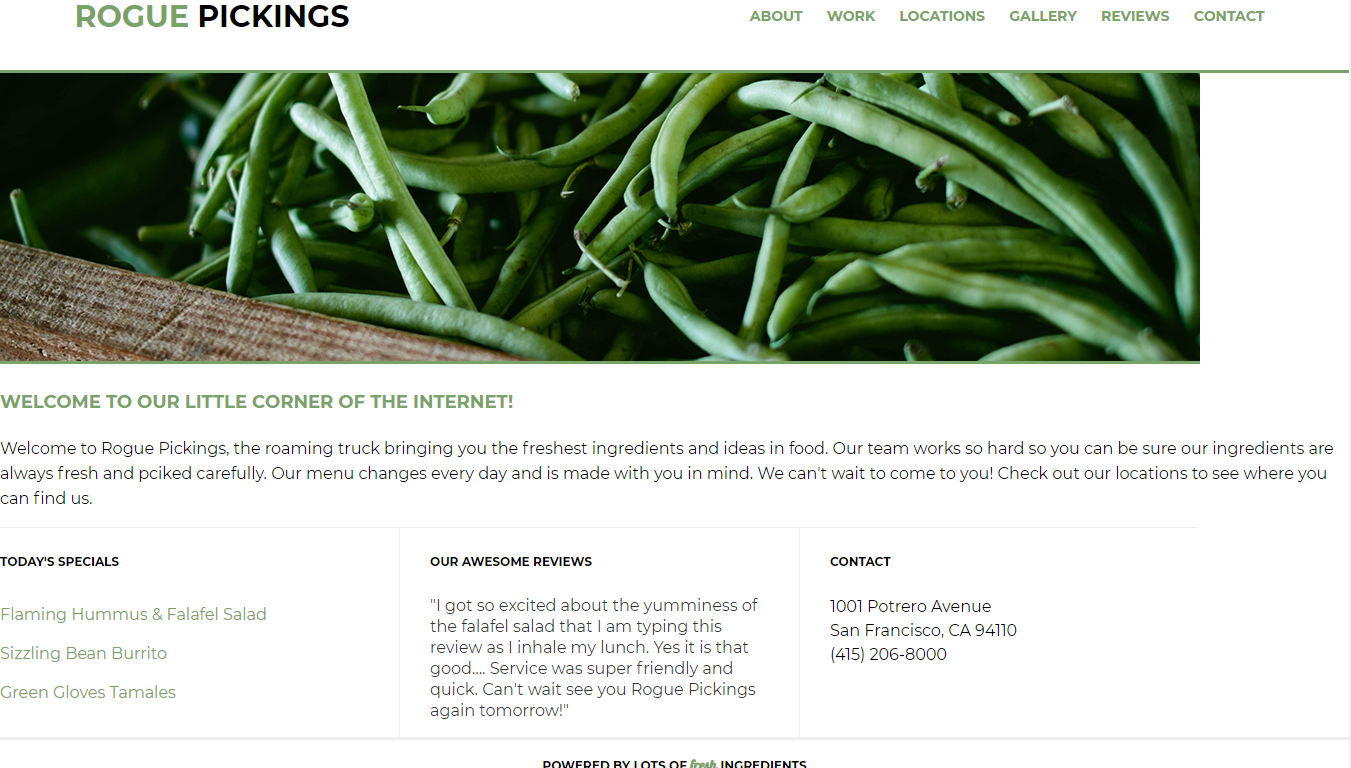 ROGUE PICKINGS
ABOUT WORK LOCATIONS GALLERY REVIEWS CONTACT
WELCOME TO OUR LITTLE CORNER OF THE INTERNET!
Welcome to Rogue Pickings, the roaming truck bringing you the freshest ingredients and ideas in food. Our team works so hard so you can be sure our ingredients are
always fresh and pciked carefully. Our menu changes every day and is made with you in mind. We can't wait to come to you! Check out our locations to see where you
can find us.
TODAY'S SPECIALS
Flaming Hummus & Falafel Salad
Sizzling Bean Burrito
Green Gloves Tamales
OUR AWESOME REVIEWS
"I got so excited about the yumminess of
the falafel salad that I am typing this
review as I inhale my lunch. Yes it is that
good.... Service was super friendly and
quick. Can't wait see you Rogue Pickings
again tomorrow!"
CONTACT
1001 Potrero Avenue
San Francisco, CA 94110
(415) 206-8000
POWERED BY LOTS OF fresh INGREDIENTS